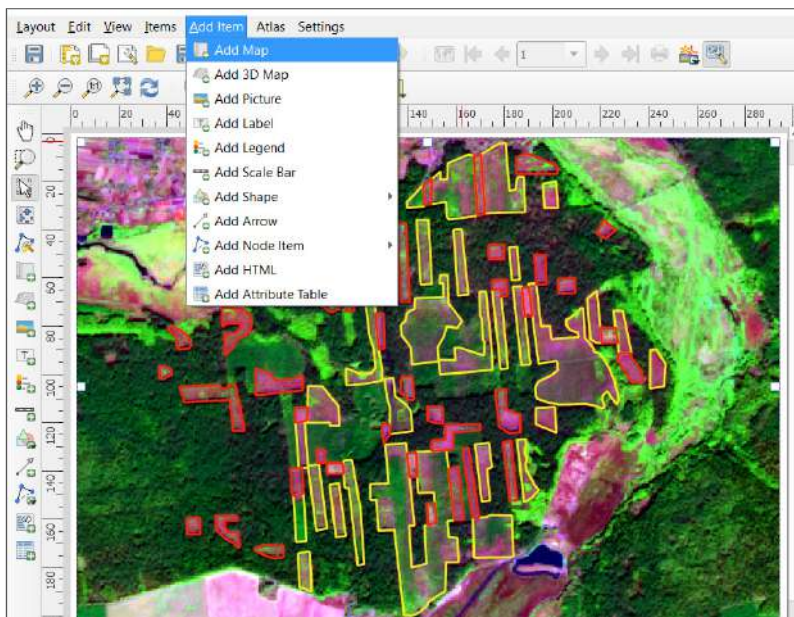 Layout Edit View Items Add Item Atlas Settings
Add Map
1
Add 3D Map
Add Picture
Add Label
Add Legend
Add Scale Bar
Add Shape
Add Arrow
Add Node Item
Add HTML
Add Attribute Table
0 20 40 140 160 180 200 220 240 260 280
0
20
40
60
80
100
120
140
160
180